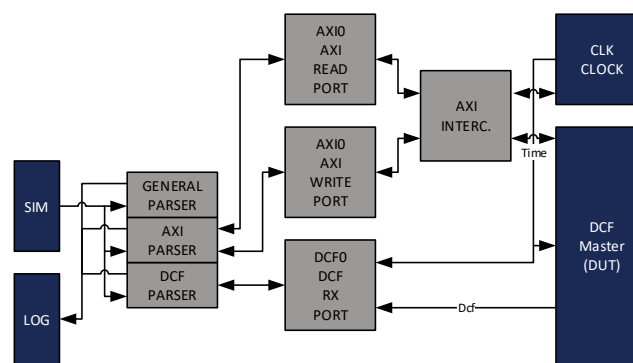 AXI0
AXI
READ
PORT
CLK
CLOCK
AXI
INTERC.
AXI0
AXI
WRITE
PORT
Time
SIM
GENERAL
PARSER
AXI
PARSER
DCF
PARSER
DCF
Master
(DUT)
DCF0
DCF
RX
PORT
Dcf
LOG